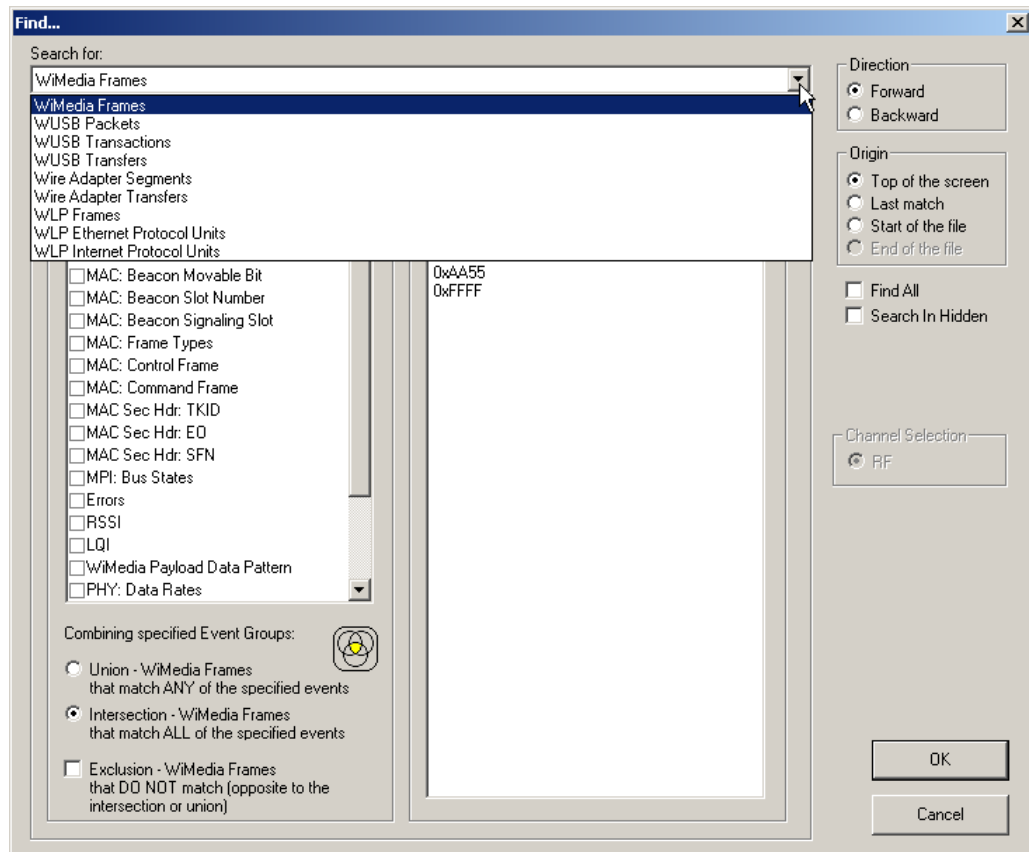 Find...
Search for:
WiMedia Frames
WiMedia Frames
WUSB Packets
WUSB Transactions
WUSB Transfers
Wire Adapter Segments
Wire Adapter Transfers
WLP Frames
WLP Ethernet Protocol Units
WLP Internet Protocol Units
MAC: Beacon Movable Bit
MAC: Beacon Slot Number
MAC: Beacon Signaling Slot
MAC: Frame Types
MAC: Control Frame
MAC: Command Frame
MAC Sec Hdr: TKID
MAC Sec Hdr: EO
MAC Sec Hdr: SFN
MPI: Bus States
Errors
RSSI
LQI
WiMedia Payload Data Pattern
PHY: Data Rates
0xAA55
0xFFFF
Combining specified Event Groups:
Union - WiMedia Frames
that match ANY of the specified events
Intersection - WiMedia Frames
that match ALL of the specified events
Exclusion - WiMedia Frames
that DO NOT match (opposite to the
intersection or union)
Direction
Forward
Backward
Origin
Top of the screen
Last match
Start of the file
End of the file
Find All
Search In Hidden
Channel Selection
RF
OK
Cancel